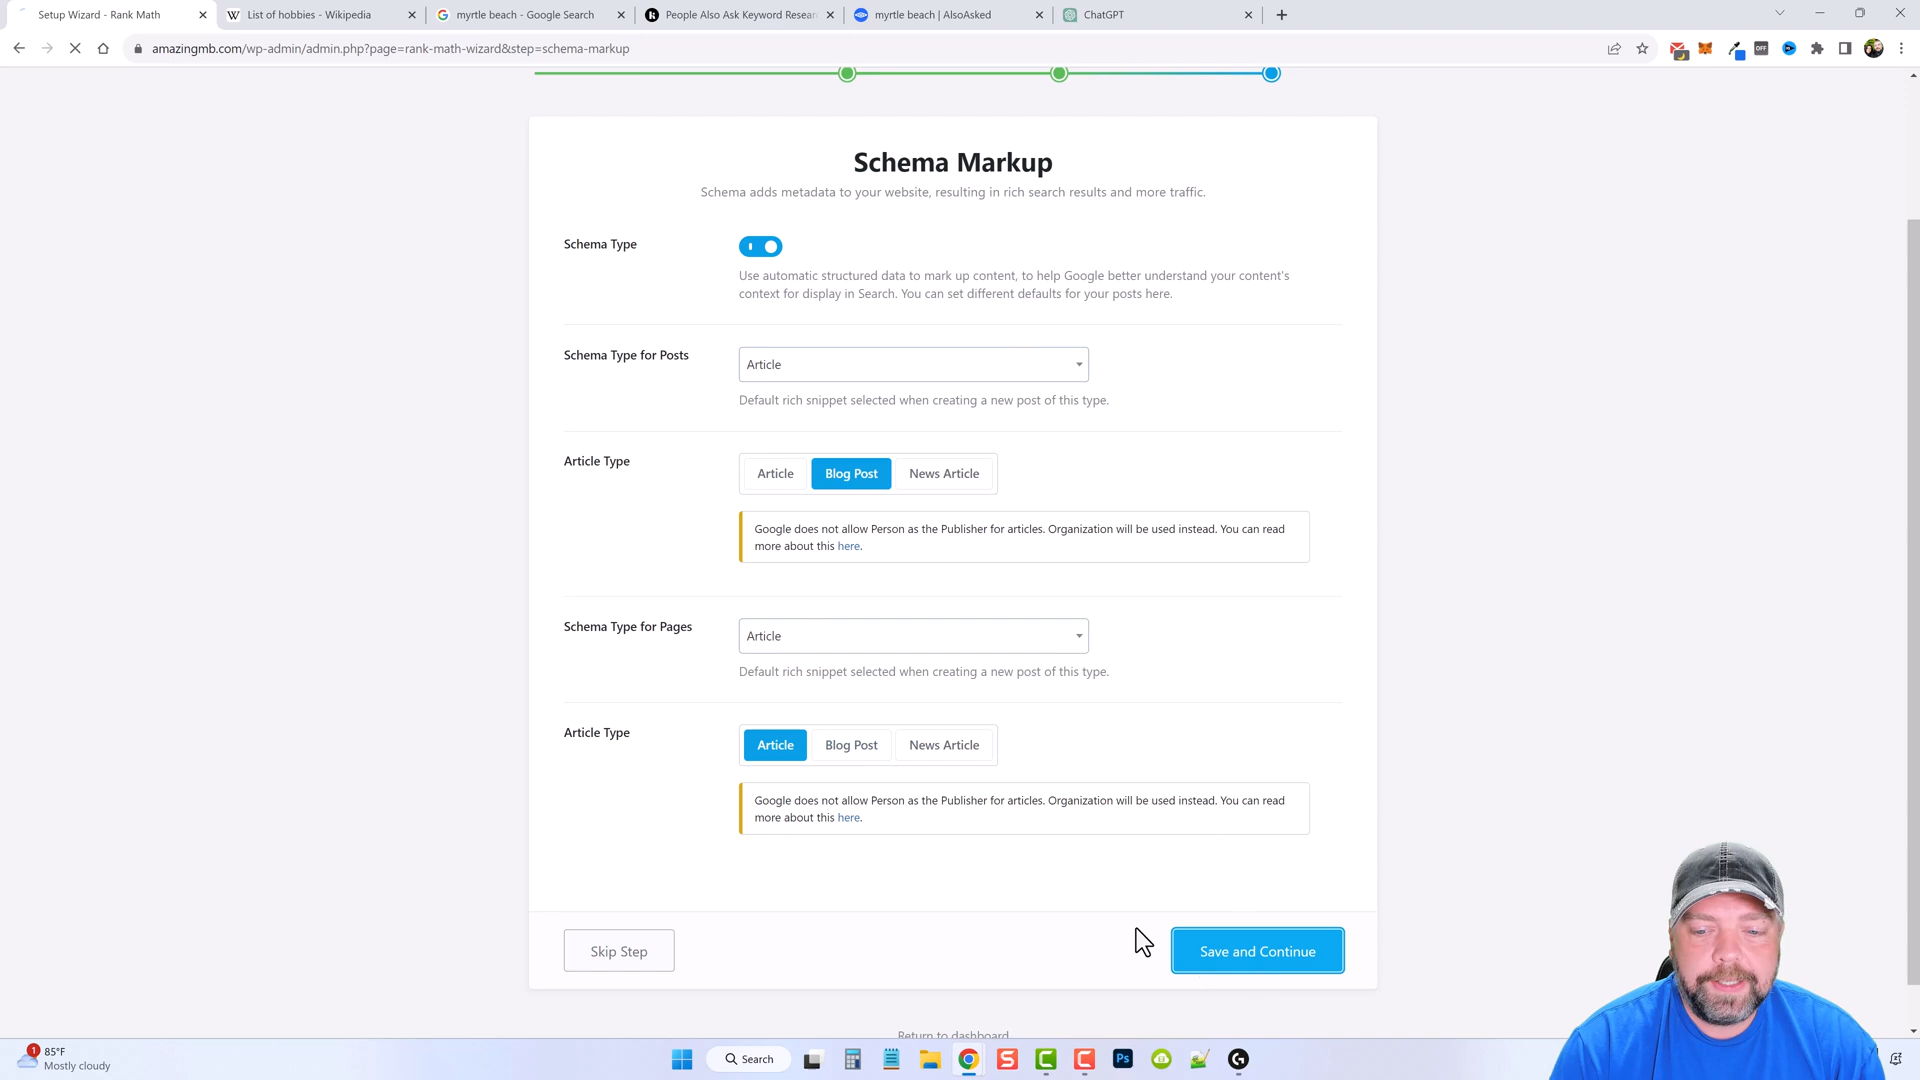 Setup Wizard - Rank Math
List of hobbies - Wikipedia
myrtle beach - Google Search
People Also Ask Keyword Resear
myrtle beach | AlsoAsked
ChatGPT
amazingmb.com/wp-admin/admin.php?page=rank-math-wizard&step=schema-markup
OFF
Schema Markup
Schema adds metadata to your website, resulting in rich search results and more traffic.
Schema Type
Use automatic structured data to mark up content, to help Google better understand your content's
context for display in Search. You can set different defaults for your posts here.
Schema Type for Posts
Article
Default rich snippet selected when creating a new post of this type.
Article Type
Article
Blog Post
News Article
Google does not allow Person as the Publisher for articles. Organization will be used instead. You can read
more about this here.
Schema Type for Pages
Article
Default rich snippet selected when creating a new post of this type.
Article Type
Article
Blog Post
News Article
Google does not allow Person as the Publisher for articles. Organization will be used instead. You can read
more about this here.
Skip Step
Save and Continue
Return to dashboard
1
85°F
Mostly cloudy
Search
Ps